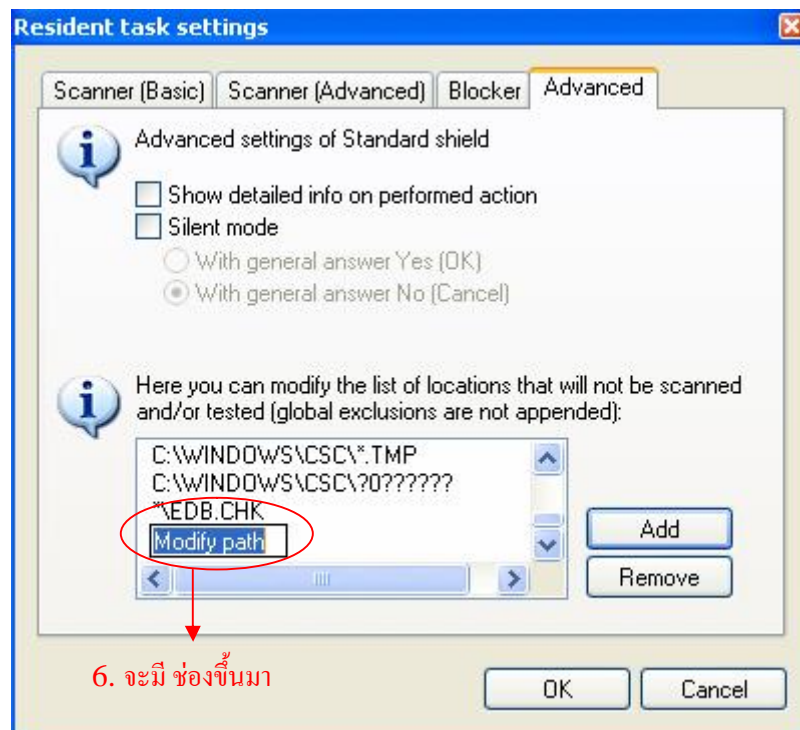 Resident task settings
Scanner (Basic) Scanner (Advanced) Blocker Advanced
Advanced settings of Standard shield
Show detailed info on performed action
Silent mode
With general answer Yes (OK)
With general answer No (Cancel)
Here you can modify the list of locations that will not be scanned
and/or tested (global exclusions are not appended):
C:\WINDOWS\CSC\*.TMP
C:\WINDOWS\CSC\?0??????
*\EDB.CHK
Modify path
Add
Remove
6. จะมี ช่องขึ้นมา
OK Cancel